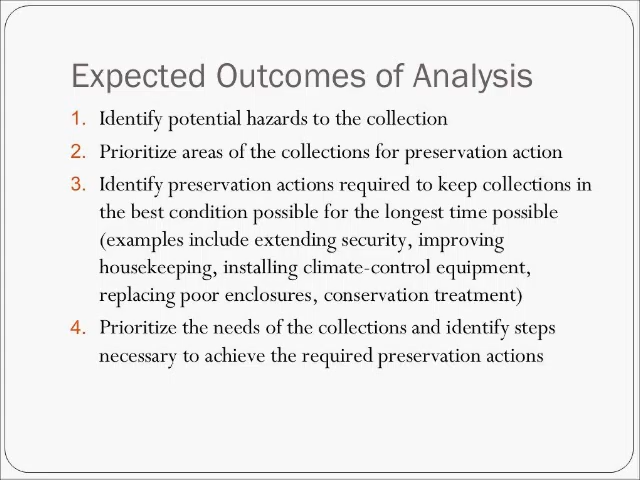 Expected Outcomes of Analysis
1. Identify potential hazards to the collection
2. Prioritize areas of the collections for preservation action
3. Identify preservation actions required to keep collections in
the best condition possible for the longest time possible
(examples include extending security, improving
housekeeping, installing climate-control equipment,
replacing poor enclosures, conservation treatment)
4. Prioritize the needs of the collections and identify steps
necessary to achieve the required preservation actions